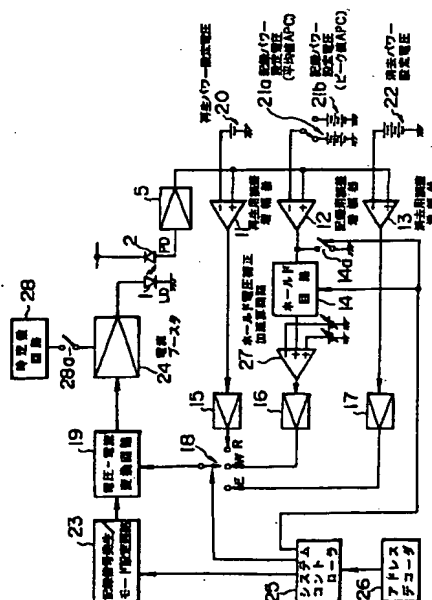 28
時定数
回路
28a
24 電流
ブースタ
19
電圧-電流
変換回路
23
記録信号発生
モード設定回路
25
システム
コント
ローラ
26
アドレス
デコーダ
1
LD
2
PD
5
再生パワー設定電圧
20
21a 記録パワー
設定電圧
(平均値APC)
21b 記録パワー
設定電圧
(ピーク値APC)
消去パワー
設定電圧
22
11
再生用誤差
増幅器
12
記録用誤差
増幅器
13
消去用誤差
増幅器
14a
ホールド
回路
14
27
ホールド電圧補正
加減算回路
15
16
17
18
R
W
E